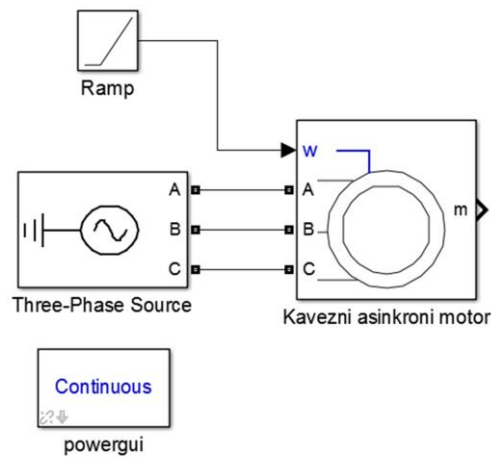 Ramp
w
A
A
m
B
B
C
C
Three-Phase Source
Kavezni asinkroni motor
Continuous
?
powergui